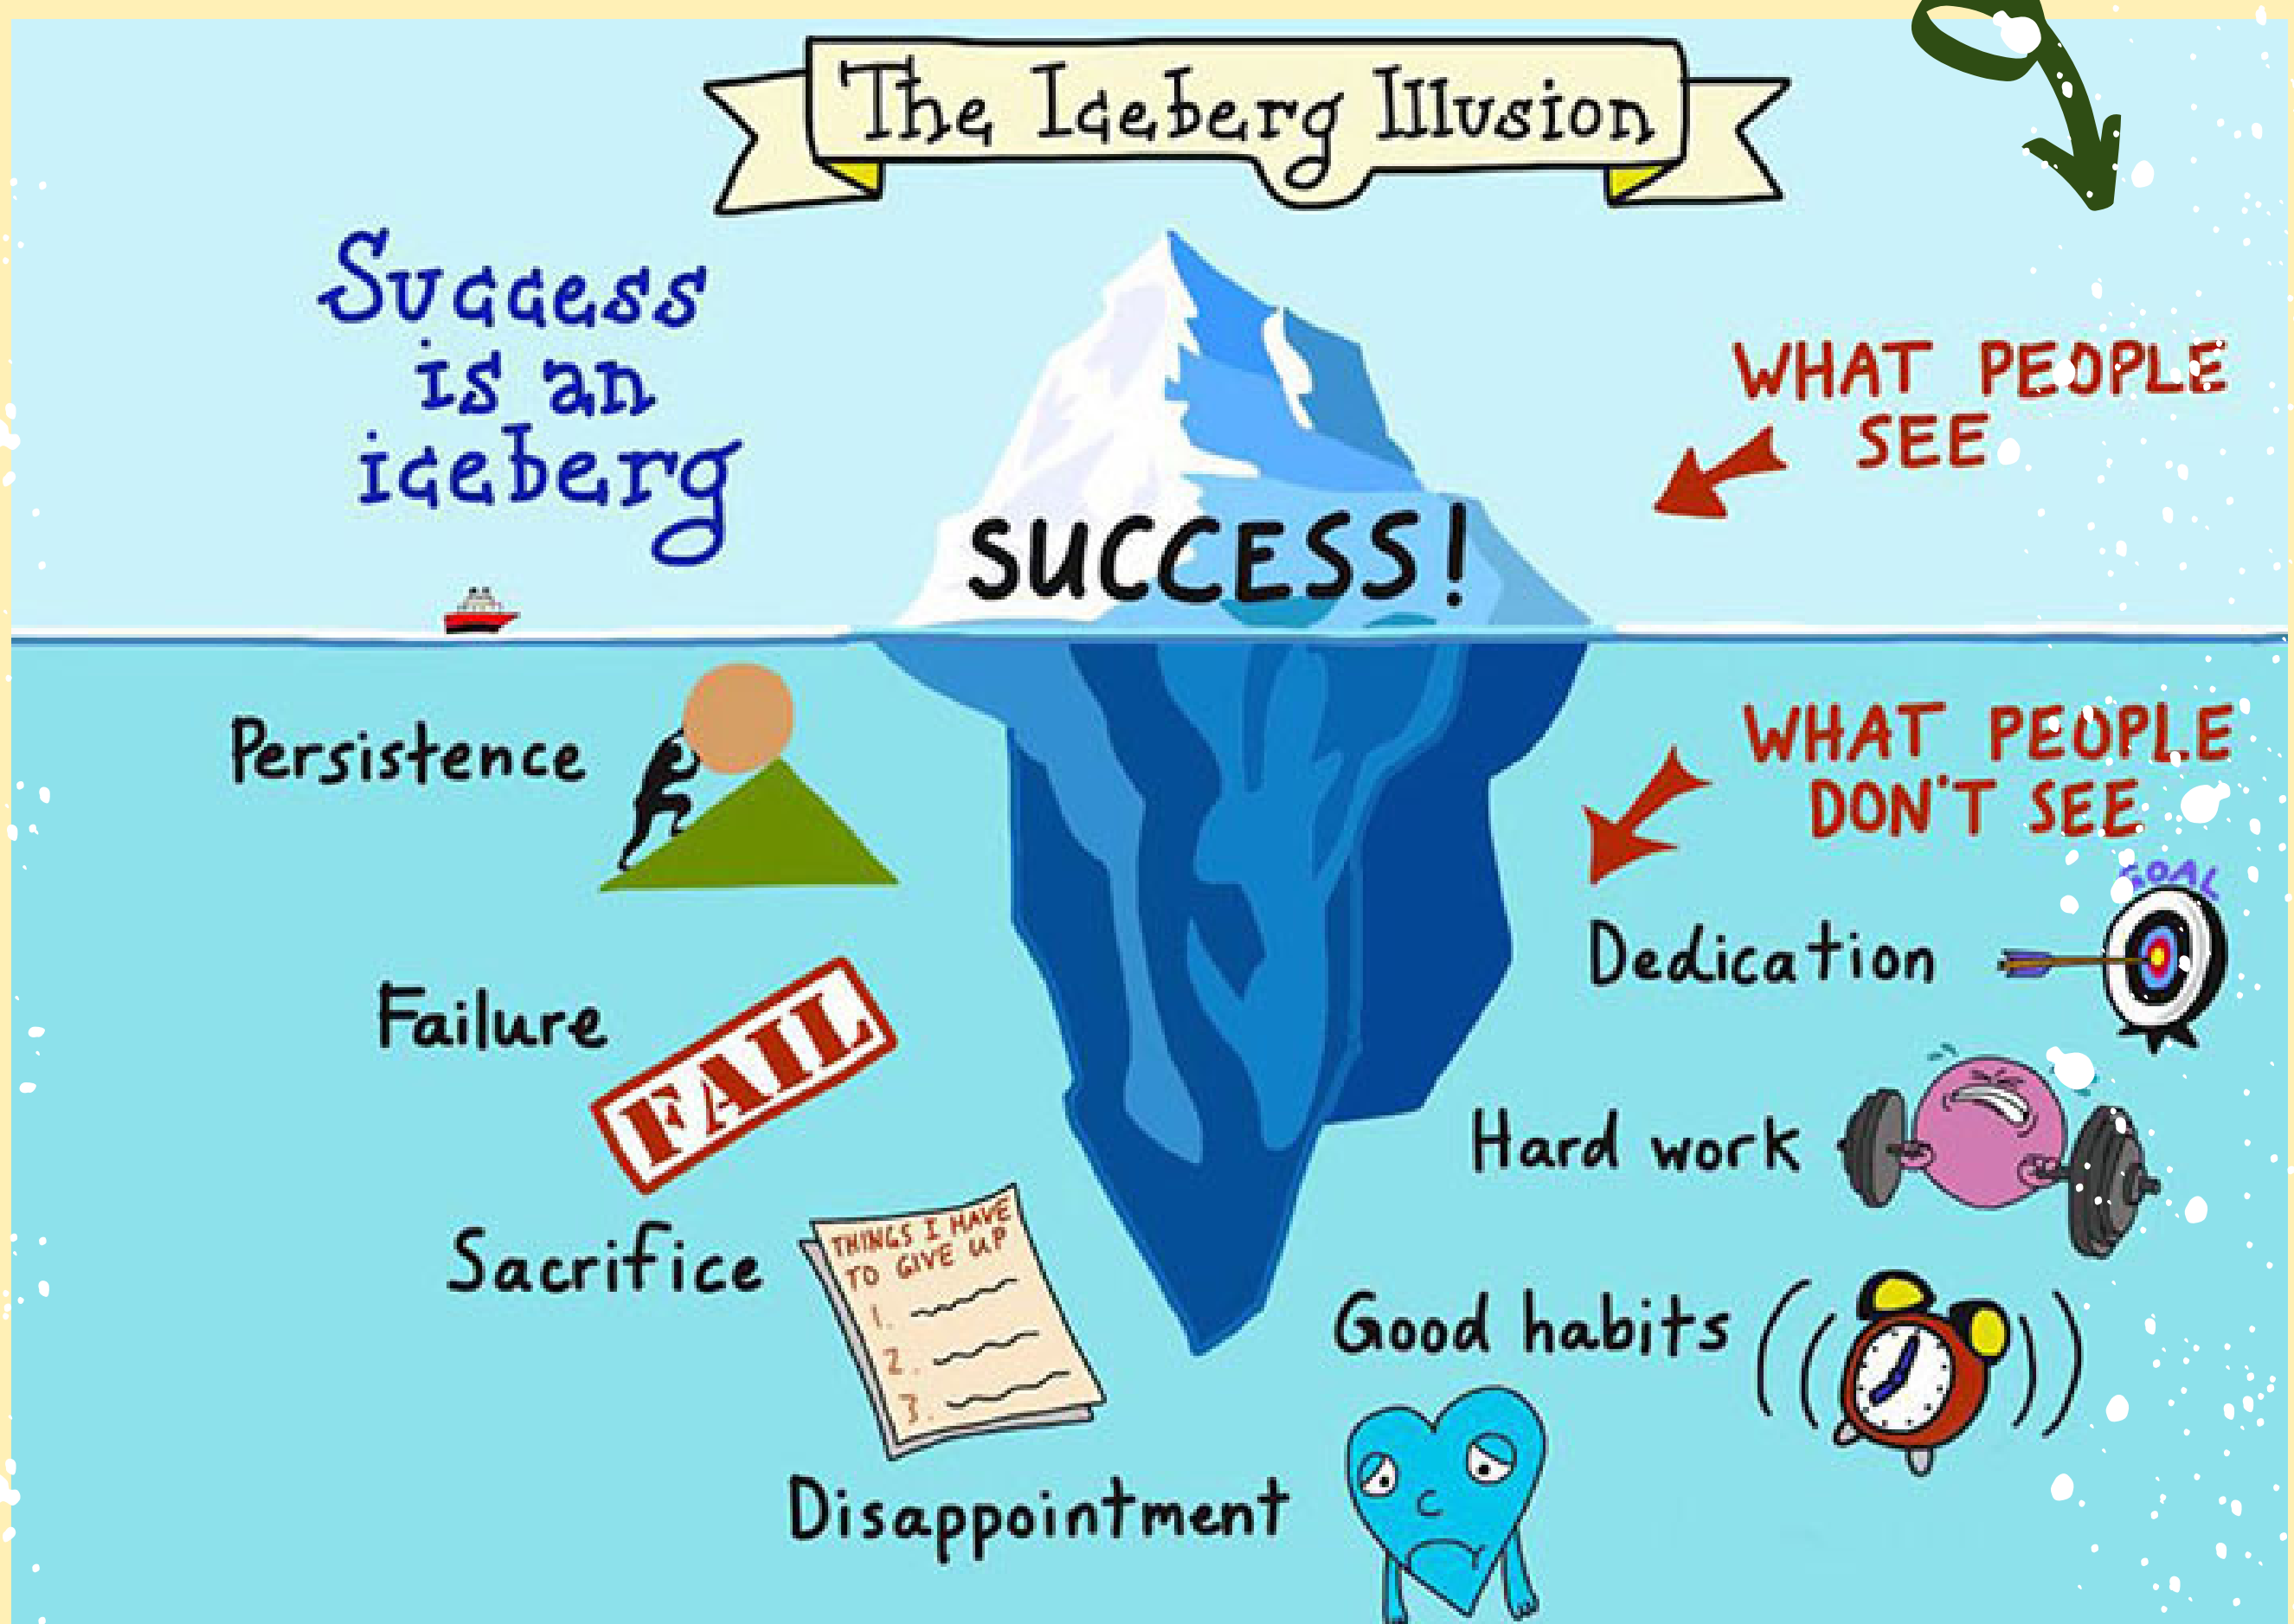 The Iceberg Illusion
Success
is an
iceberg
WHAT PEOPLE
SEE
SUCCESS!
Persistence
WHAT PEOPLE
DON'T SEE
GOAL
Dedication
Failure
FAIL
Hard work
Sacrifice
THINGS I HAVE
TO GIVE UP
1.
2.
3.
Good habits
Disappointment